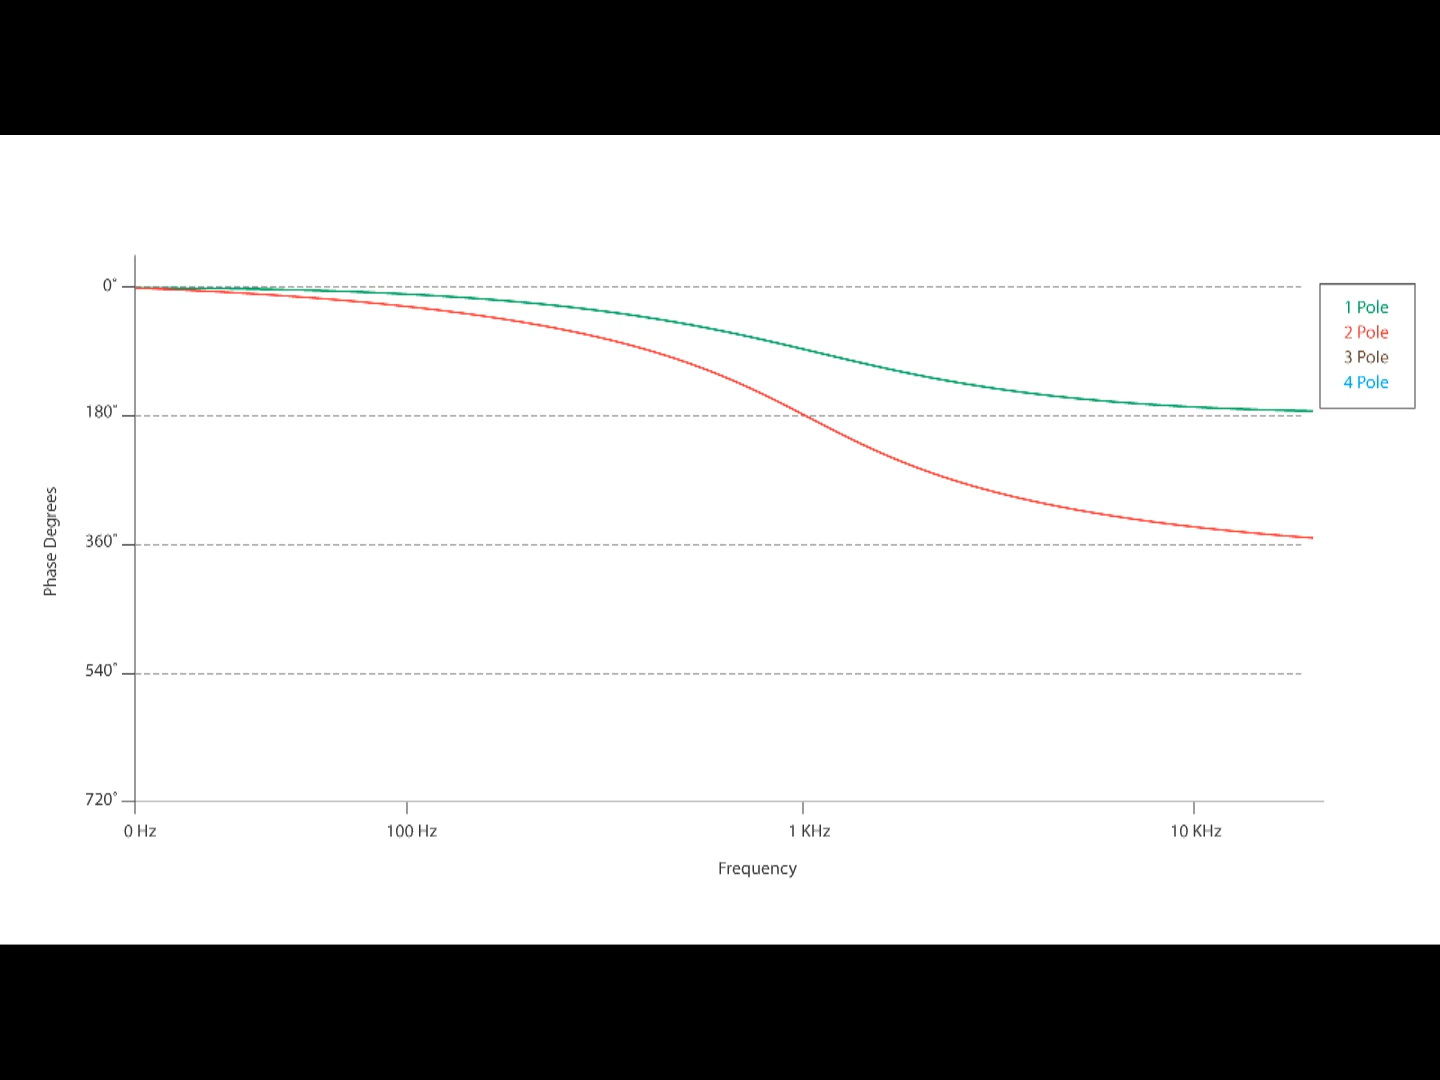 0°
1 Pole
2 Pole
3 Pole
4 Pole
180°
360°
Phase Degrees
540°
720°
0 Hz
100 Hz
1 KHz
10 KHz
Frequency